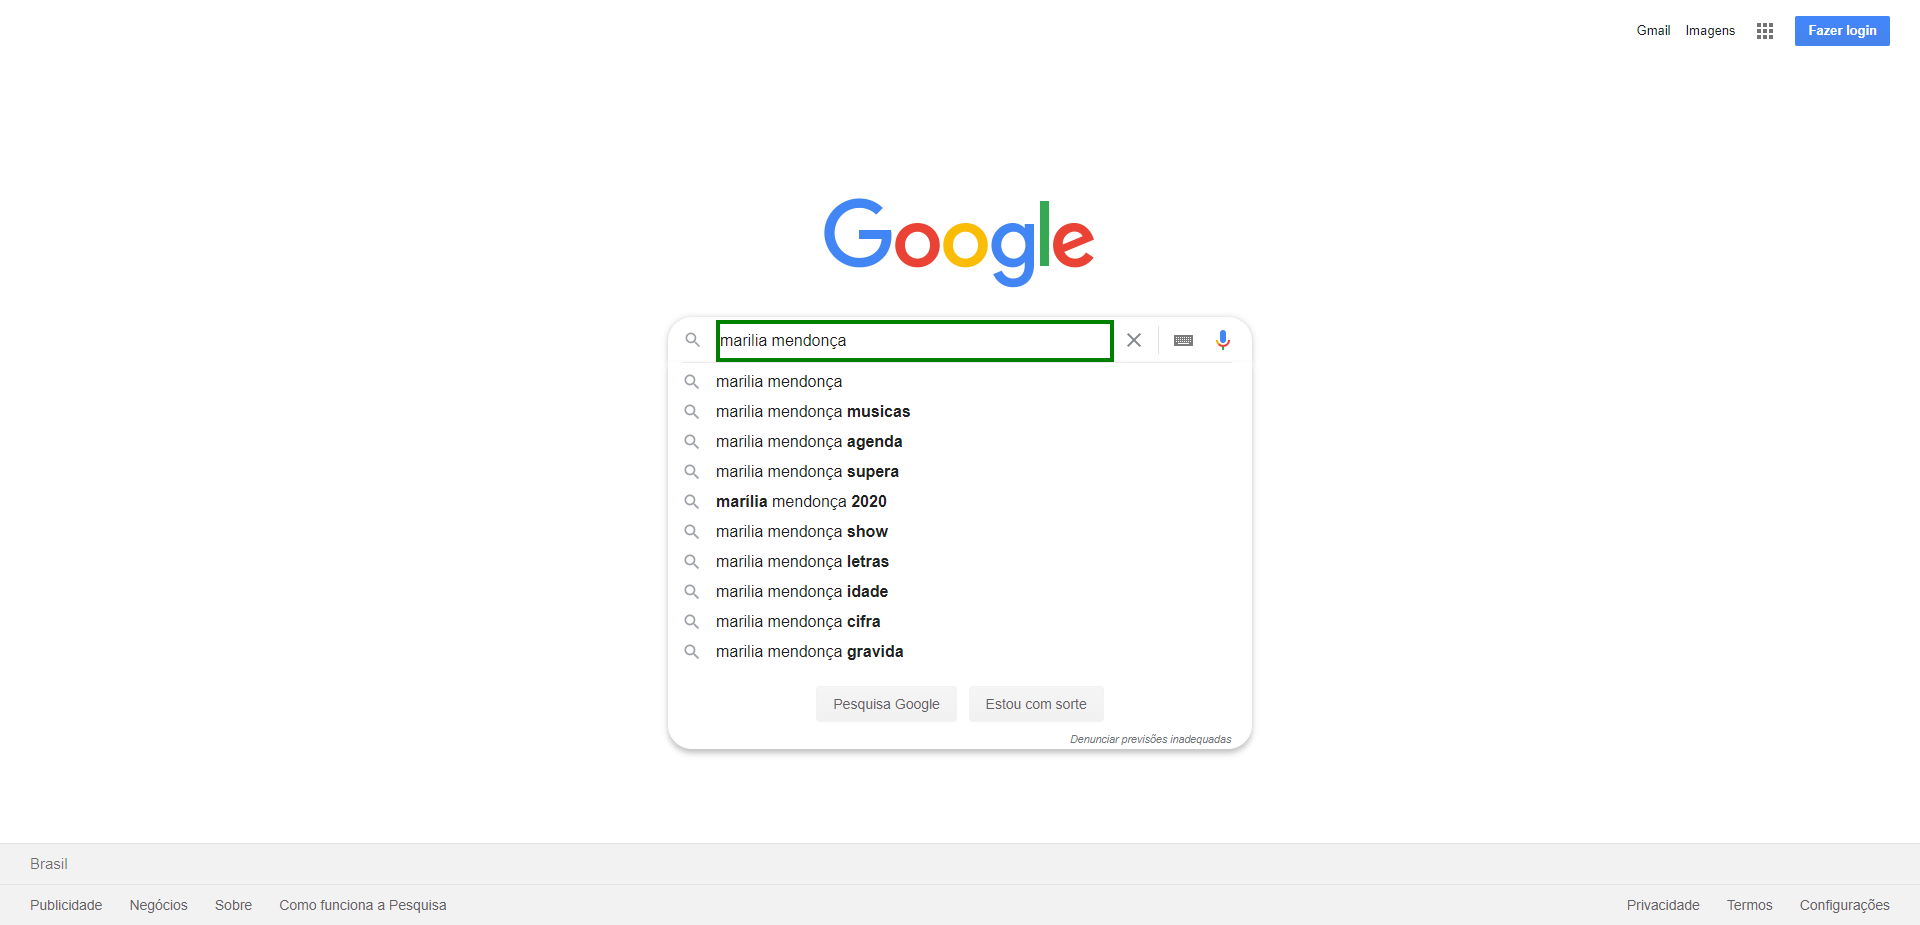 Gmail Imagens Fazer login
Google
marilia mendonça
marilia mendonça
marilia mendonça musicas
marilia mendonça agenda
marilia mendonça supera
marília mendonça 2020
marilia mendonça show
marilia mendonça letras
marilia mendonça idade
marilia mendonça cifra
marilia mendonça gravida
Pesquisa Google Estou com sorte
Denunciar previsões inadequadas
Brasil
Publicidade Negócios Sobre Como funciona a Pesquisa Privacidade Termos Configurações